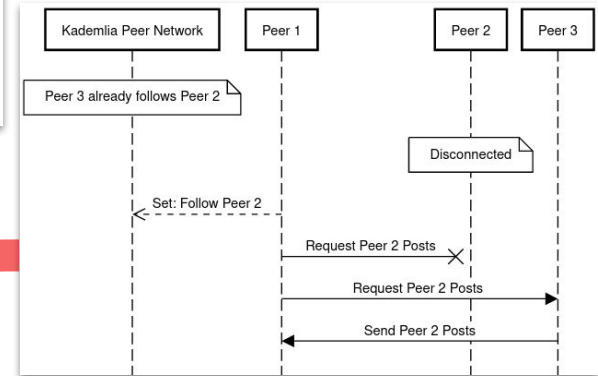 Kademlia Peer Network
Peer 1
Peer 2
Peer 3
Peer 3 already follows Peer 2
Disconnected
Set: Follow Peer 2
Request Peer 2 Posts
Request Peer 2 Posts
Send Peer 2 Posts